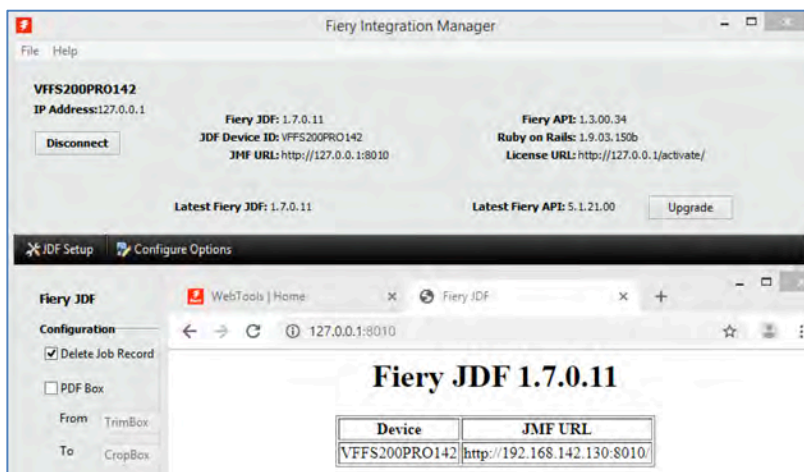 Fiery Integration Manager
File Help
VFFS200PRO142
IP Address:127.0.0.1
Disconnect
Fiery JDF: 1.7.0.11
JDF Device ID: VFFS200PRO142
JMF URL: http://127.0.0.1:8010
Fiery API: 1.3.00.34
Ruby on Rails: 1.9.03.150b
License URL: http://127.0.0.1/activate/
Latest Fiery JDF: 1.7.0.11
Latest Fiery API: 5.1.21.00
Upgrade
JDF Setup Configure Options
Fiery JDF
Configuration
Delete Job Record
PDF Box
From TrimBox
To CropBox
WebTools | Home
Fiery JDF
127.0.0.1:8010
Fiery JDF 1.7.0.11
Device JMF URL
VFFS200PRO142 http://192.168.142.130:8010/